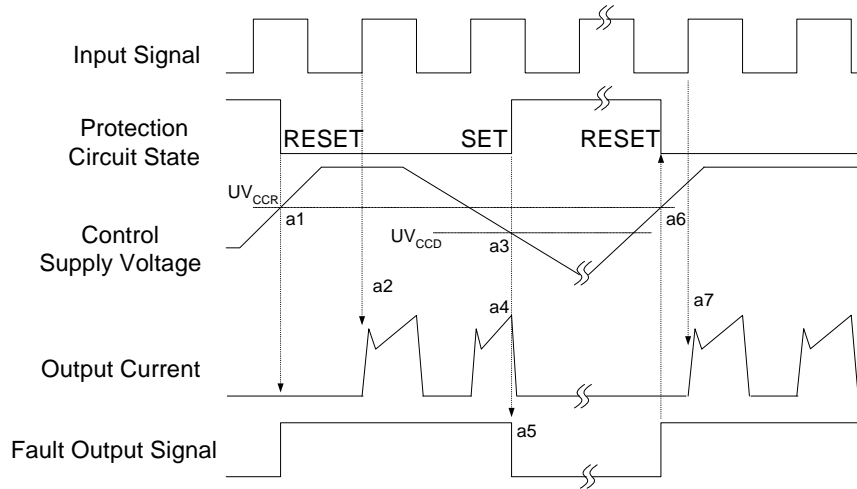 Input Signal
Protection
Circuit State
RESET
SET
RESET
UVCCR
a1
a6
Control
Supply Voltage
UVCCD
a3
a2
a4
a7
Output Current
a5
Fault Output Signal